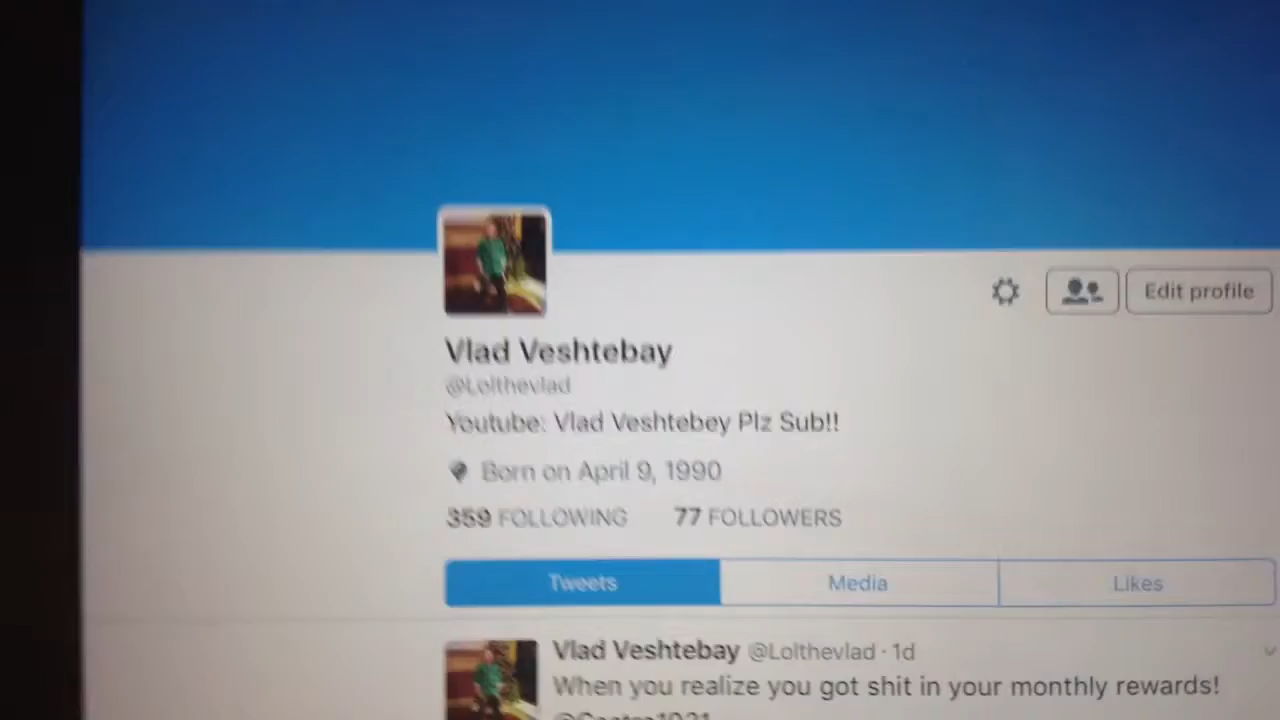 Edit profile
Vlad Veshtebay
@Lolthevlad
Youtube: Vlad Veshtebey Plz Sub!!
Born on April 9, 1990
359 FOLLOWING 77 FOLLOWERS
Tweets Media Likes
Vlad Veshtebay @Lolthevlad · 1d
When you realize you got shit in your monthly rewards!